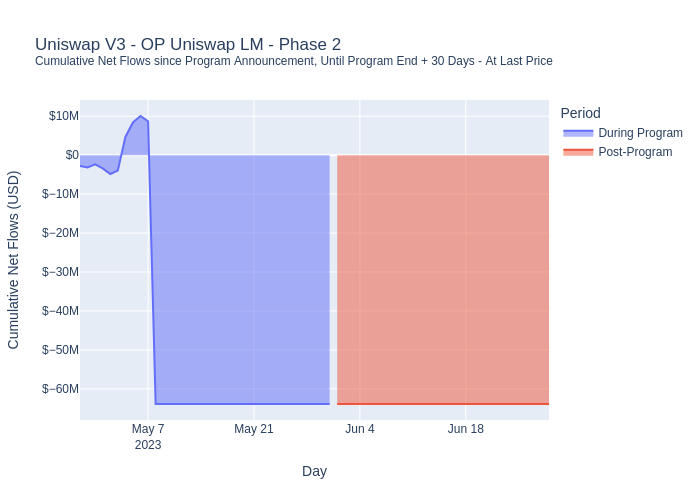 Uniswap V3 - OP Uniswap LM - Phase 2
Cumulative Net Flows since Program Announcement, Until Program End + 30 Days - At Last Price
Period
During Program
Post-Program
Cumulative Net Flows (USD)
$10M
$0
$−10M
$−20M
$−30M
$−40M
$−50M
$−60M
May 7
2023
May 21
Jun 4
Jun 18
Day